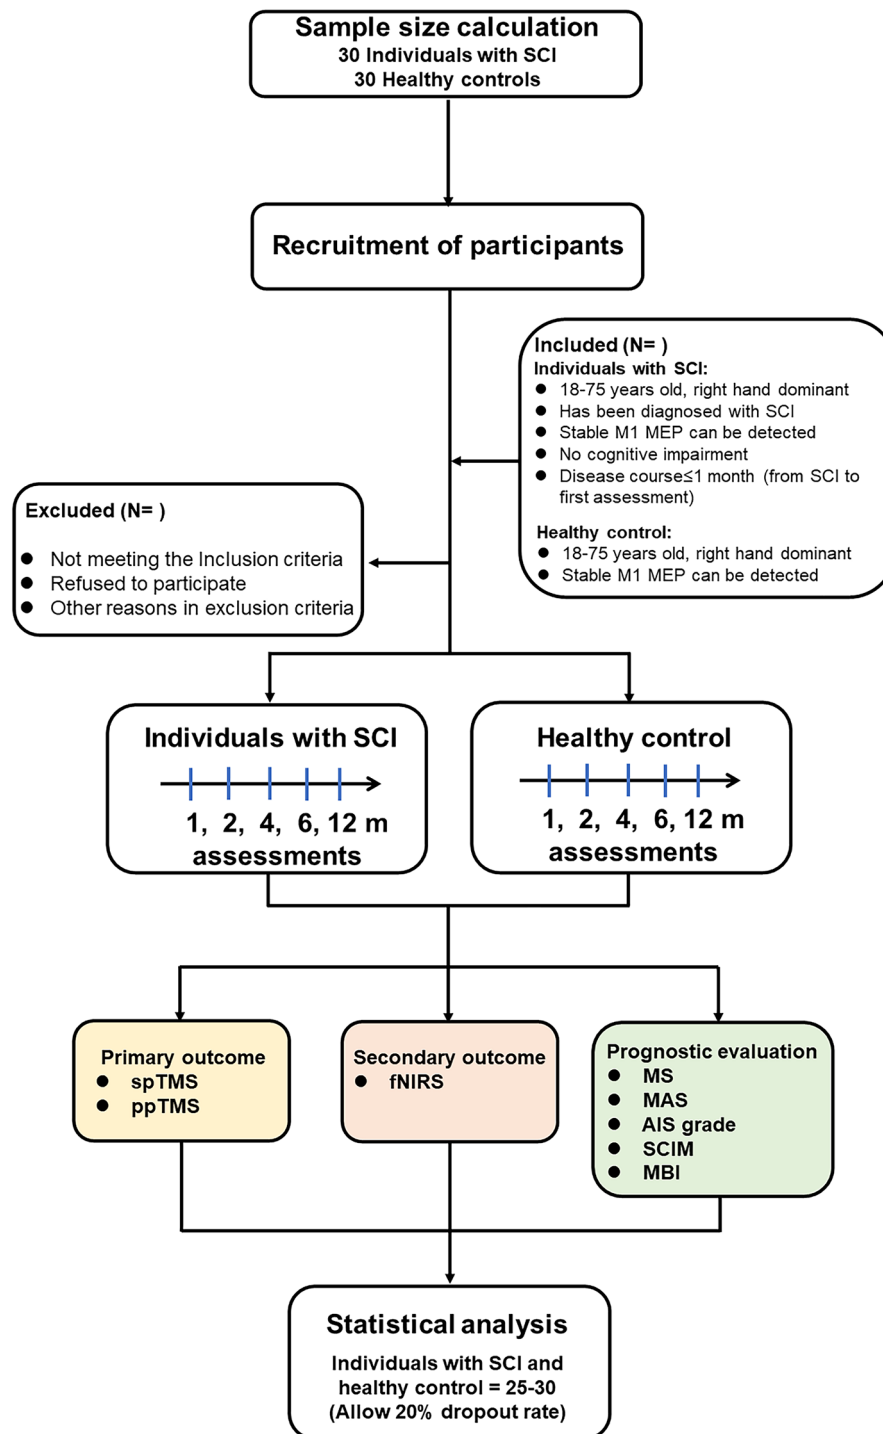 Sample size calculation
30 Individuals with SCI
30 Healthy controls
Recruitment of participants
Included (N= )
Individuals with SCI:
● 18-75 years old, right hand dominant
● Has been diagnosed with SCI
● Stable M1 MEP can be detected
● No cognitive impairment
● Disease course≤1 month (from SCI to
first assessment)
Healthy control:
● 18-75 years old, right hand dominant
● Stable M1 MEP can be detected
Excluded (N= )
● Not meeting the Inclusion criteria
● Refused to participate
● Other reasons in exclusion criteria
Individuals with SCI
1, 2, 4, 6, 12 m
assessments
Healthy control
1, 2, 4, 6, 12 m
assessments
Primary outcome
● spTMS
● ppTMS
Secondary outcome
● fNIRS
Prognostic evaluation
● MS
● MAS
● AIS grade
● SCIM
● MBI
Statistical analysis
Individuals with SCI and
healthy control = 25-30
(Allow 20% dropout rate)